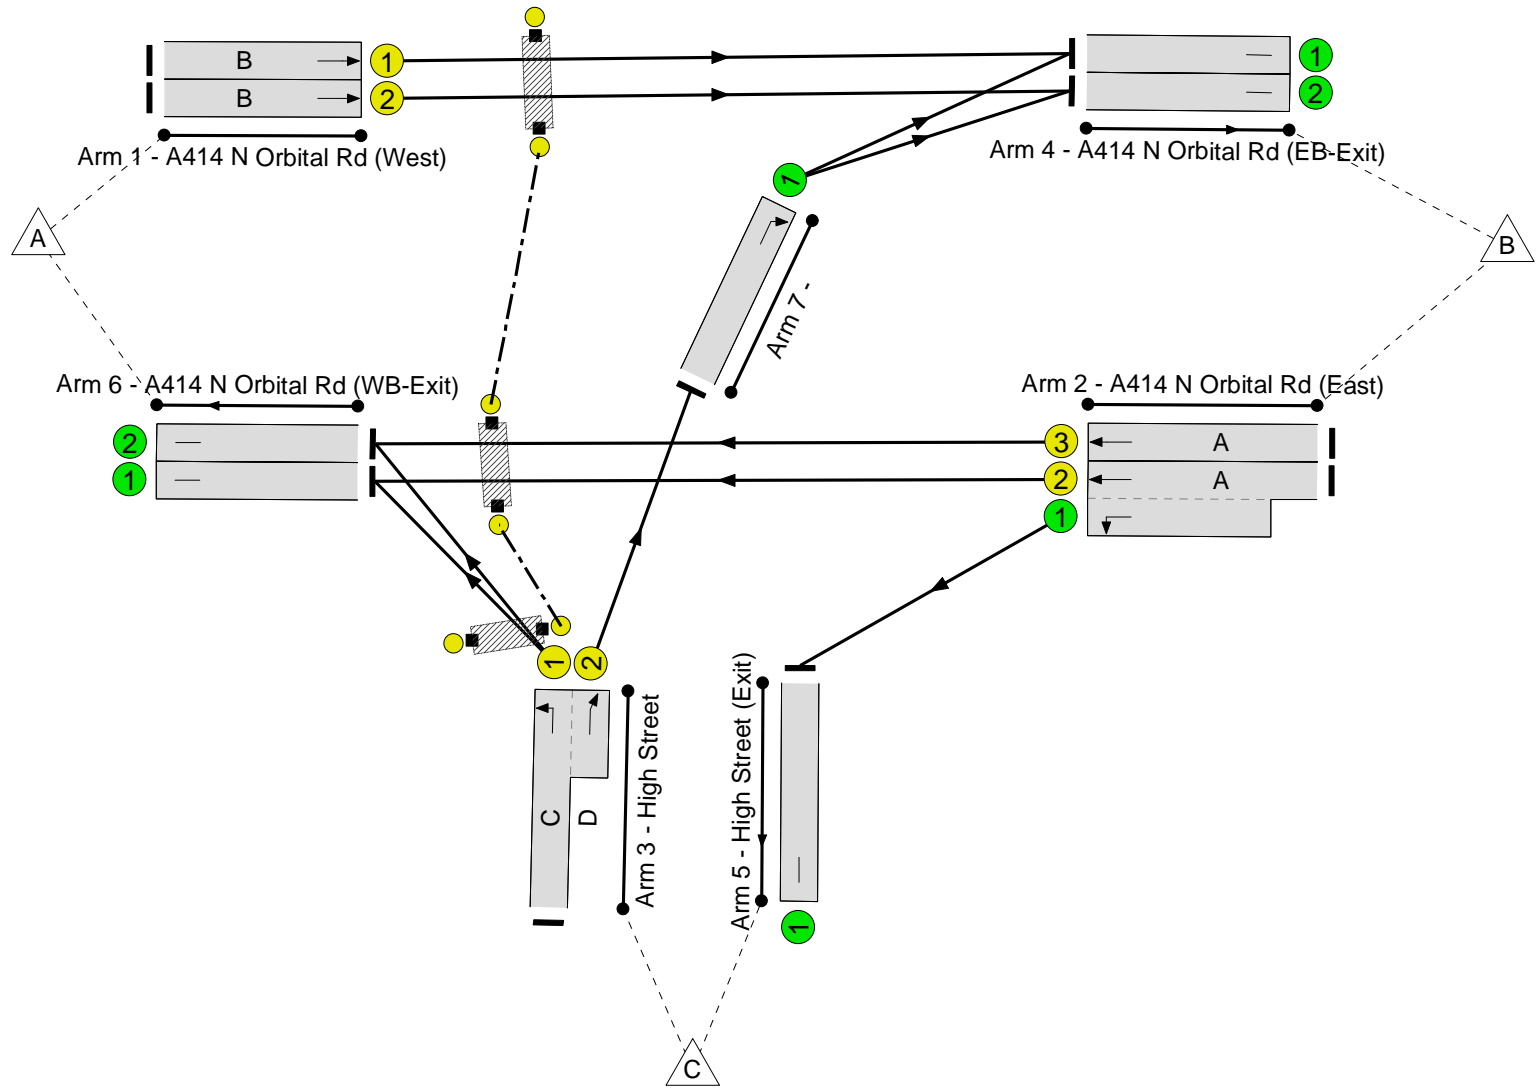 B 1 1
B 2 2
Arm 1 - A414 N Orbital Rd (West)
Arm 4 - A414 N Orbital Rd (EB-Exit)
1
A
B
Arm 7 -
Arm 6 - A414 N Orbital Rd (WB-Exit)
Arm 2 - A414 N Orbital Rd (East)
2 3 A
1 2 A
1
1 2
Arm 3 - High Street
Arm 5 - High Street (Exit)
C D
1
C